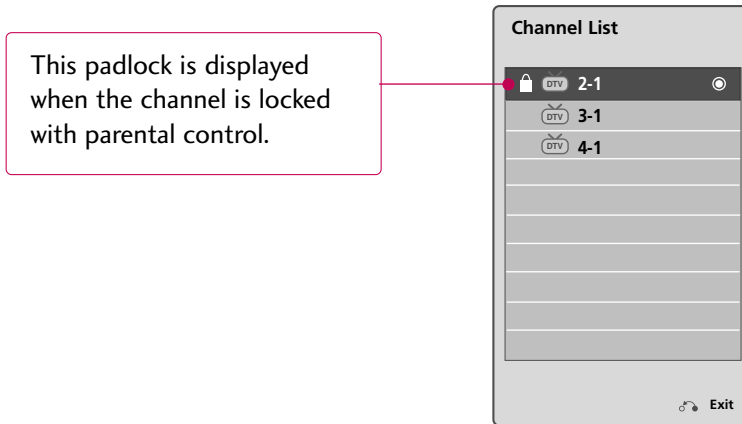 This padlock is displayed
when the channel is locked
with parental control.
Channel List
DTV 2-1
DTV 3-1
DTV 4-1
Exit